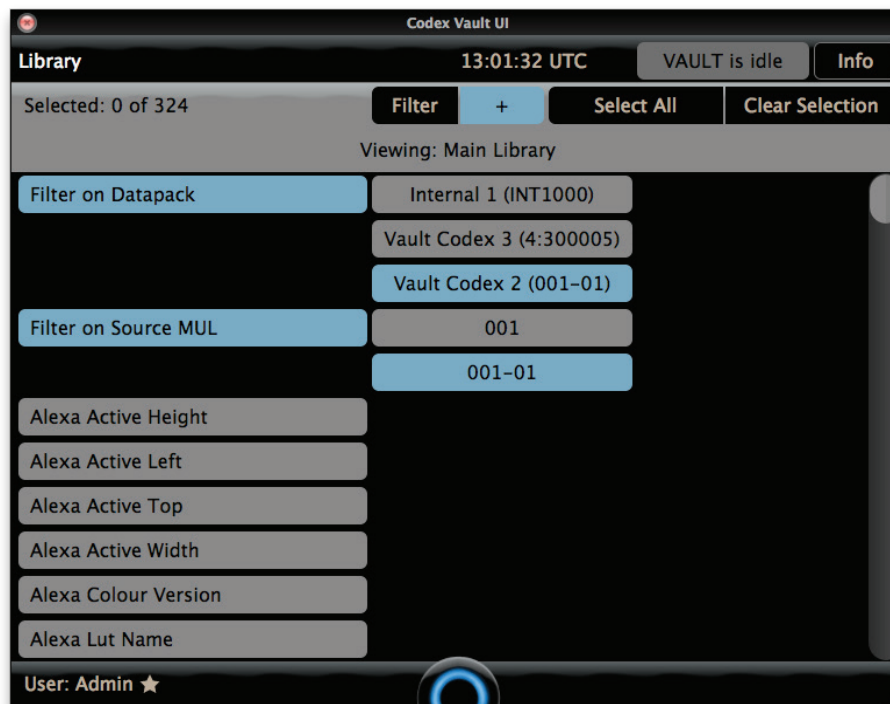 Codex Vault UI
Library 13:01:32 UTC VAULT is idle Info
Selected: 0 of 324 Filter + Select All Clear Selection
Viewing: Main Library
Filter on Datapack Internal 1 (INT1000)
Vault Codex 3 (4:300005)
Vault Codex 2 (001-01)
Filter on Source MUL 001
001-01
Alexa Active Height
Alexa Active Left
Alexa Active Top
Alexa Active Width
Alexa Colour Version
Alexa Lut Name
User: Admin ★